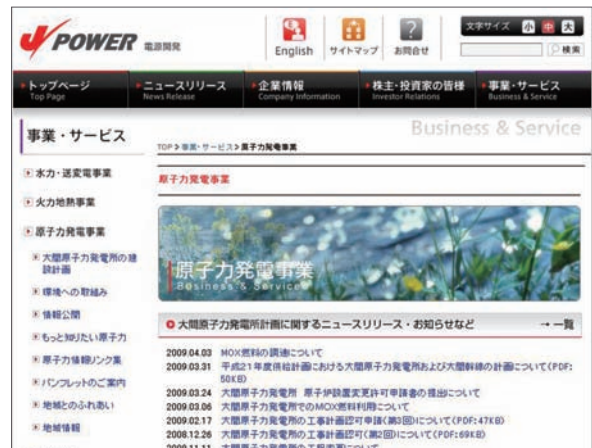 POWER 電源開発
English サイトマップ お問合せ
文字サイズ 小 中 大
検索
トップページ ニュースリリース 企業情報 株主・投資家の皆様 事業・サービス
Top Page News Release Company Information Investor Relations Business & Service
事業・サービス
Business & Service
TOP > 事業・サービス > 原子力発電事業
水力・送変電事業
火力地熱事業
原子力発電事業
大間原子力発電所の建設計画
環境への取組み
情報公開
もっと知りたい原子力
原子力情報リンク集
パンフレットのご案内
地域とのふれあい
地域情報
原子力発電事業
原子力発電事業
Business & Service
大間原子力発電所計画に関するニュースリリース・お知らせなど → 一覧
2009.04.03 MOX燃料の調達について
2009.03.31 平成21年度供給計画における大間原子力発電所および大間幹線の計画について(PDF:
50KB)
2009.03.24 大間原子力発電所 原子炉設置変更許可申請書の提出について
2009.03.06 大間原子力発電所でのMOX燃料利用について
2009.02.17 大間原子力発電所の工事計画認可申請(第3回)について(PDF:47KB)
2008.12.26 大間原子力発電所の工事計画認可(第2回)について(PDF:69KB)